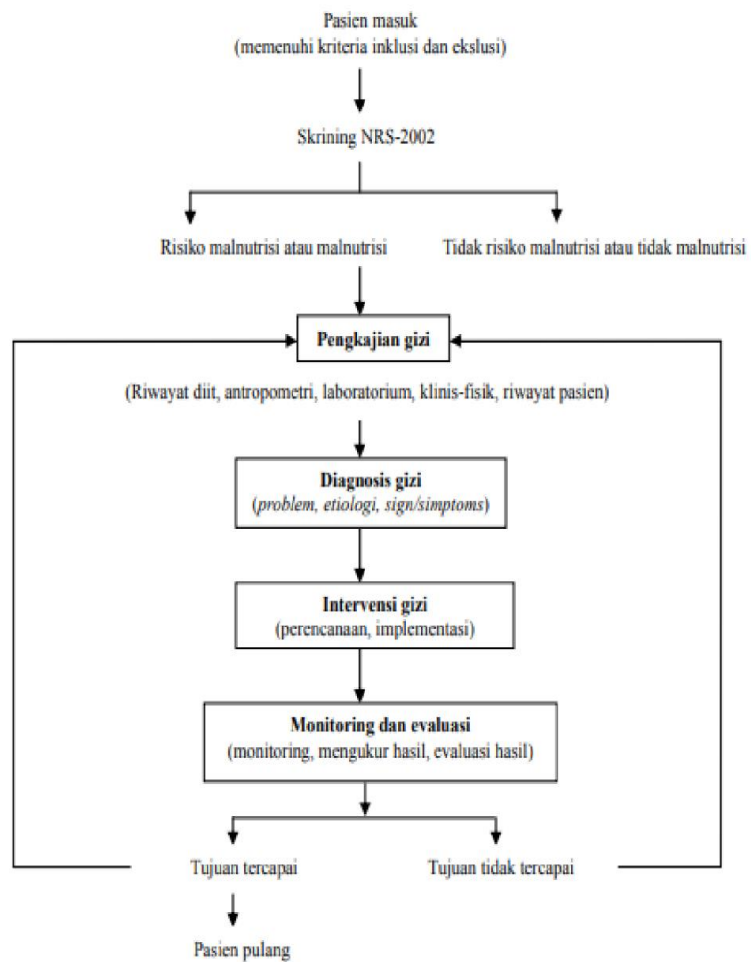 Pasien masuk
(memenuhi kriteria inklusi dan ekslusi)
Skrining NRS-2002
Risiko malnutrisi atau malnutrisi
Tidak risiko malnutrisi atau tidak malnutrisi
Pengkajian gizi
(Riwayat diit, antropometri, laboratorium, klinis-fisik, riwayat pasien)
Diagnosis gizi
(problem, etiologi, sign/simptoms)
Intervensi gizi
(perencanaan, implementasi)
Monitoring dan evaluasi
(monitoring, mengukur hasil, evaluasi hasil)
Tujuan tercapai
Tujuan tidak tercapai
Pasien pulang